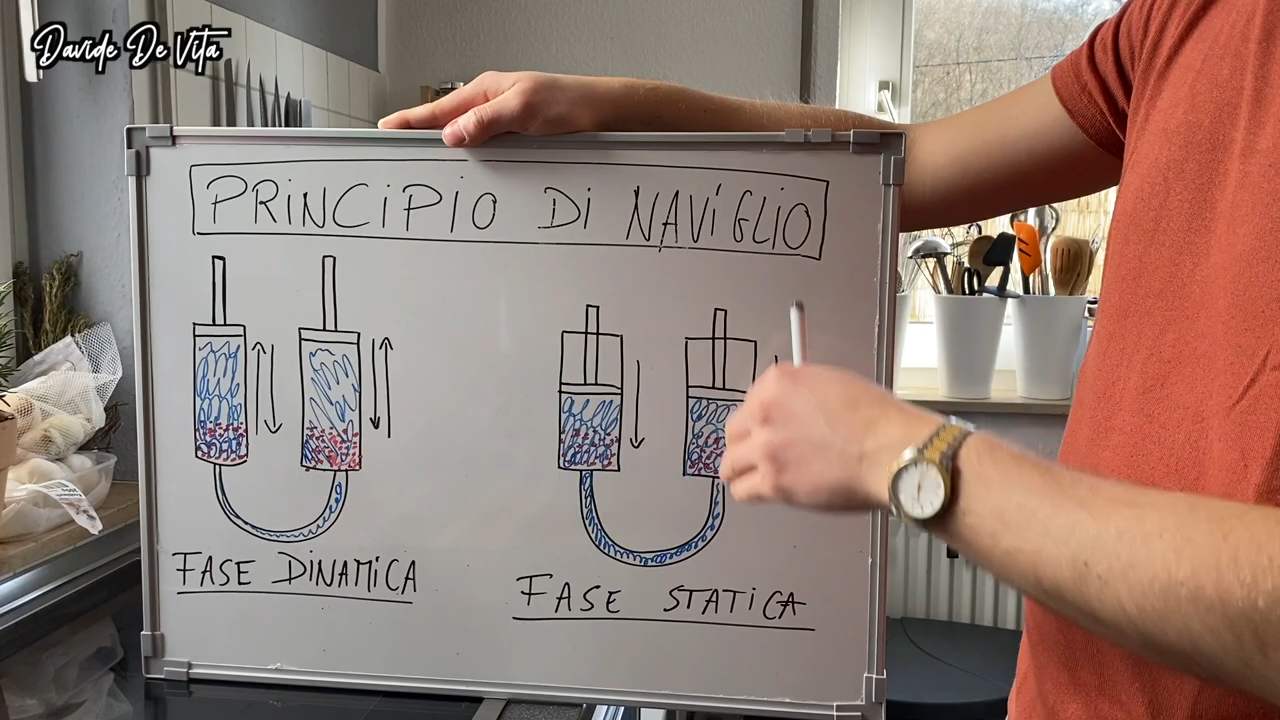 Davide De Vita
PRINCIPIO DI NAVIGLIO
FASE DINAMICA
FASE STATICA